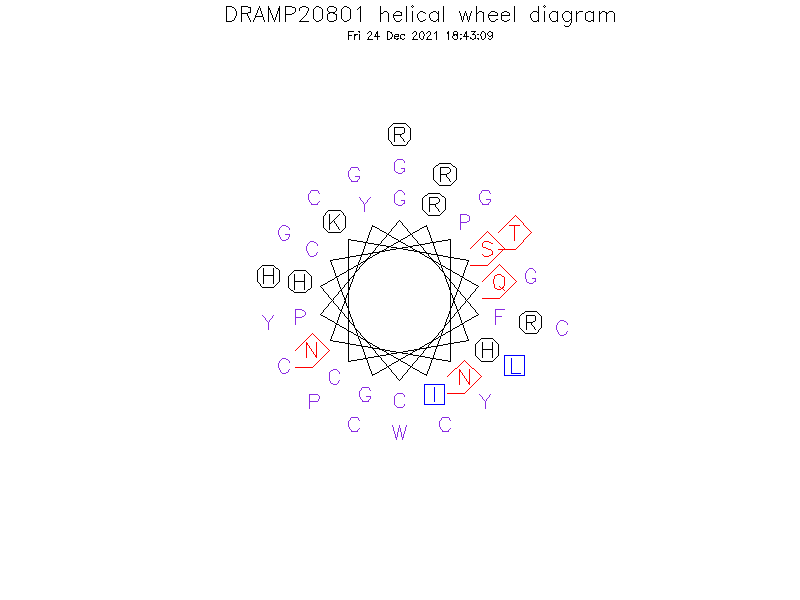 DRAMP20801 helical wheel diagram
Fri 24 Dec 2021 18:43:09
R
G R
G G
C Y G R G
K P T
G C S
H H Q G
Y P F R C
N H
C C N L
P G C I Y
C W C